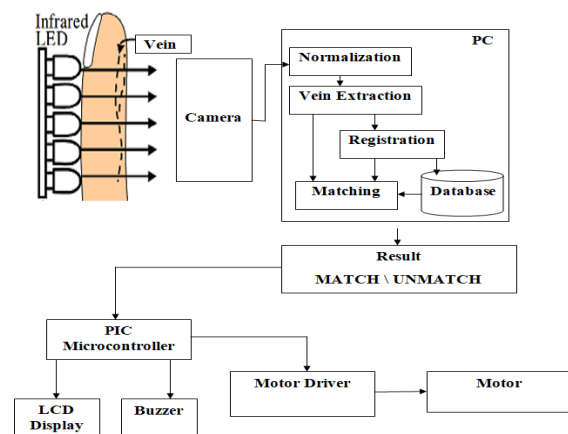 Infrared
LED
Vein
PC
Normalization
Camera
Vein Extraction
Registration
Matching
Database
Result
MATCH \ UNMATCH
PIC
Microcontroller
Motor Driver
Motor
LCD
Display
Buzzer